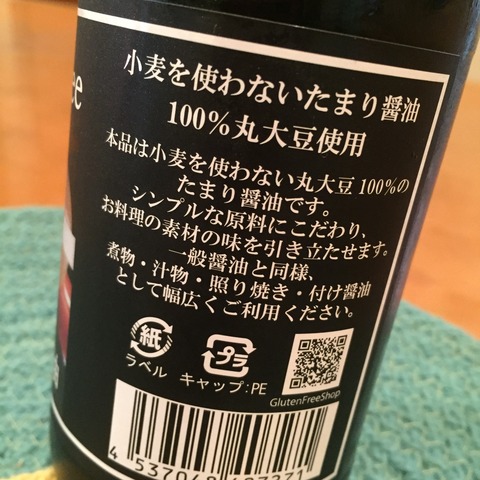 小麦を使わないたまり醤油
100%丸大豆使用
本品は小麦を使わない丸大豆100%の
たまり醤油です。
シンプルな原料にこだわり、
お料理の素材の味を引き立たせます。
一般醤油と同様、
煮物・汁物・照り焼き・付け醤油
として幅広くご利用ください。
紙
プラ
ラベル キャップ:PE
GlutenFreeShop